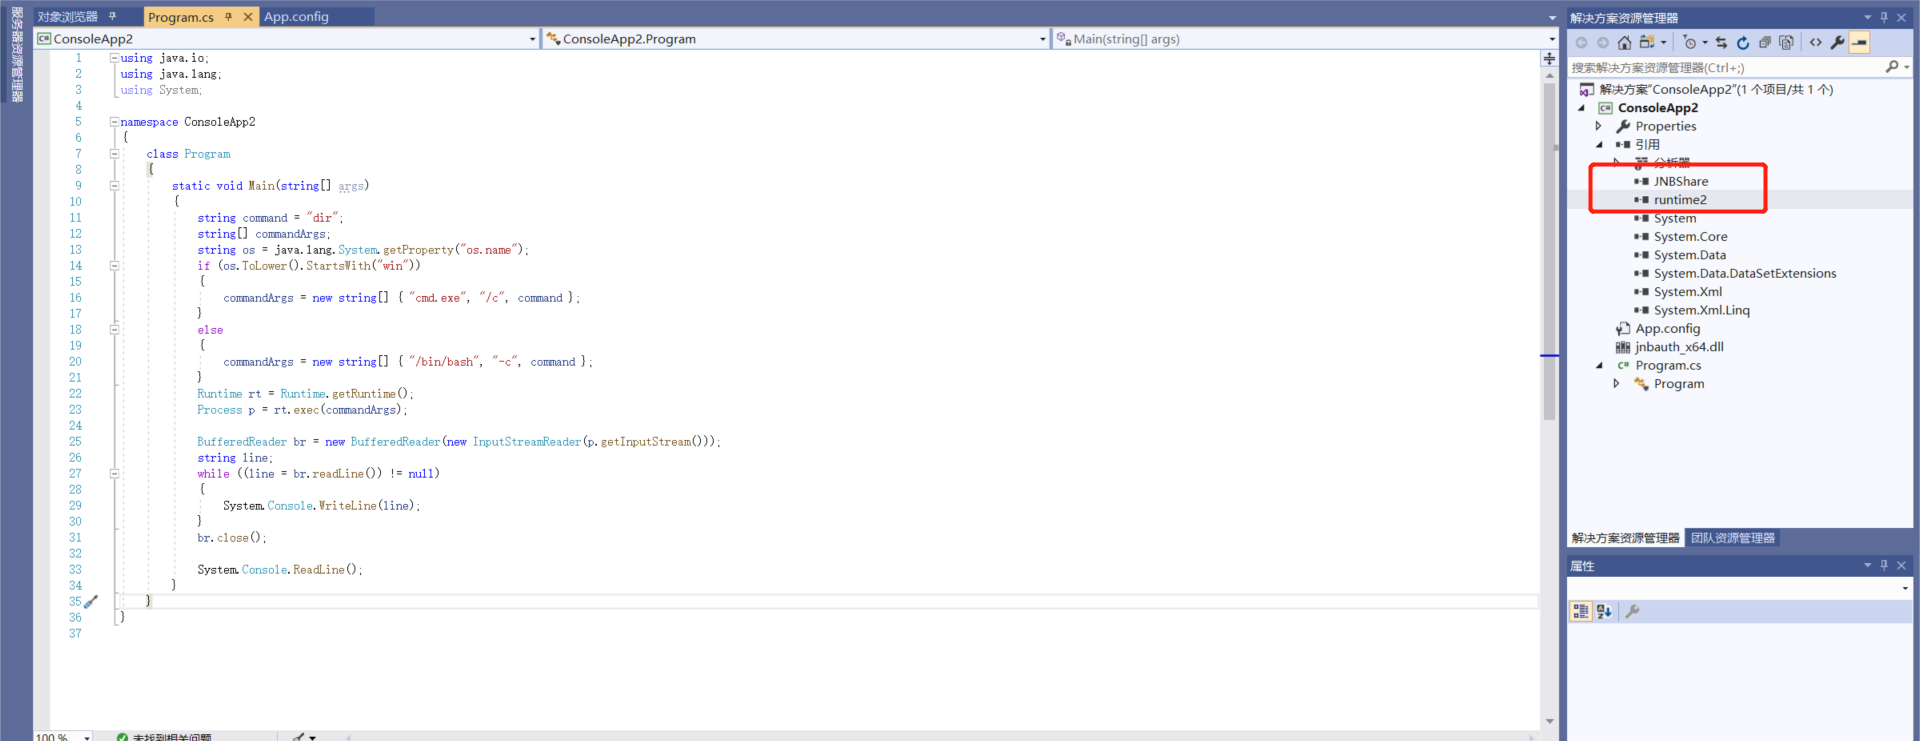 服务器资源管理器
对象浏览器 Program.cs App.config
ConsoleApp2 ConsoleApp2.Program Main(string[] args)
1 using java.io;
2 using java.lang;
3 using System;
4
5 namespace ConsoleApp2
6 {
7 class Program
8 {
9 static void Main(string[] args)
10 {
11 string command = "dir";
12 string[] commandArgs;
13 string os = java.lang.System.getProperty("os.name");
14 if (os.ToLower().StartsWith("win"))
15 {
16 commandArgs = new string[] { "cmd.exe", "/c", command };
17 }
18 else
19 {
20 commandArgs = new string[] { "/bin/bash", "-c", command };
21 }
22 Runtime rt = Runtime.getRuntime();
23 Process p = rt.exec(commandArgs);
24
25 BufferedReader br = new BufferedReader(new InputStreamReader(p.getInputStream()));
26 string line;
27 while ((line = br.readLine()) != null)
28 {
29 System.Console.WriteLine(line);
30 }
31 br.close();
32
33 System.Console.ReadLine();
34 }
35 }
36 }
37
100 % 未找到相关问题
解决方案资源管理器
搜索解决方案资源管理器(Ctrl+;)
解决方案"ConsoleApp2"(1 个项目/共 1 个)
ConsoleApp2
Properties
引用
分析器
JNBShare
runtime2
System
System.Core
System.Data
System.Data.DataSetExtensions
System.Xml
System.Xml.Linq
App.config
jnbauth_x64.dll
Program.cs
Program
解决方案资源管理器 团队资源管理器
属性